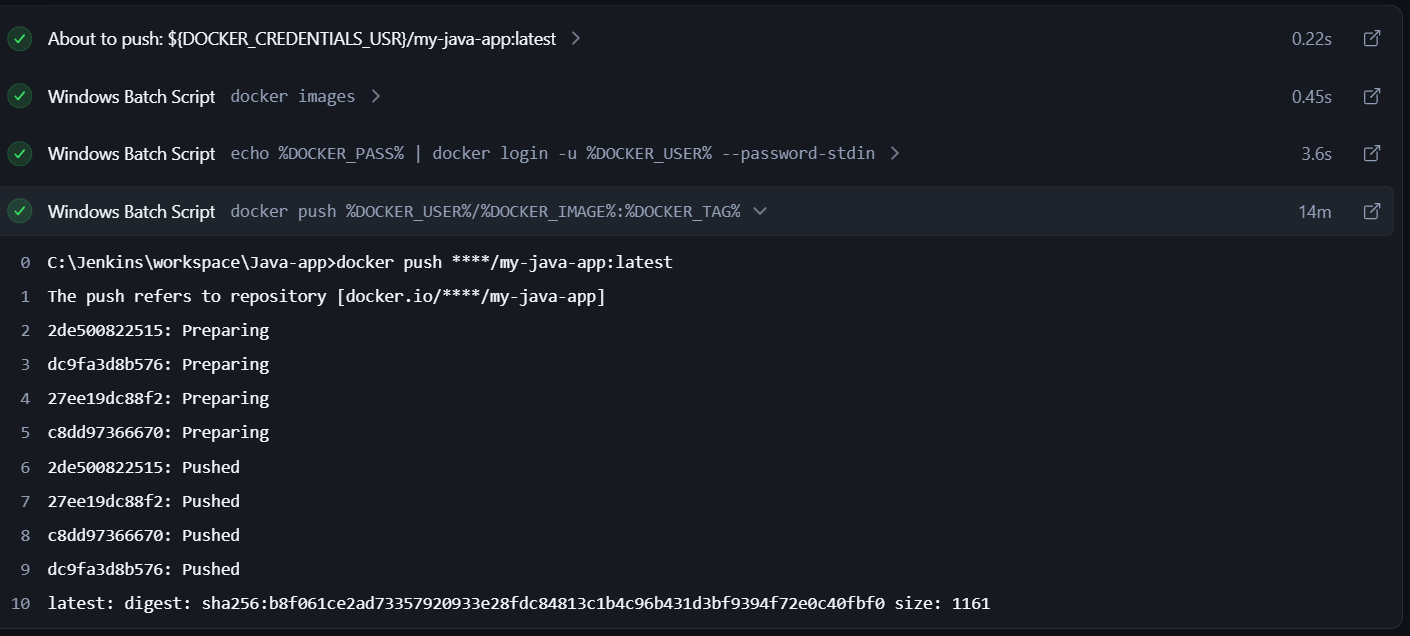 About to push: ${DOCKER_CREDENTIALS_USR}/my-java-app:latest 0.22s
Windows Batch Script docker images 0.45s
Windows Batch Script echo %DOCKER_PASS% | docker login -u %DOCKER_USER% --password-stdin 3.6s
Windows Batch Script docker push %DOCKER_USER%/%DOCKER_IMAGE%:%DOCKER_TAG% 14m
0 C:\Jenkins\workspace\Java-app>docker push ****/my-java-app:latest
1 The push refers to repository [docker.io/****/my-java-app]
2 2de500822515: Preparing
3 dc9fa3d8b576: Preparing
4 27ee19dc88f2: Preparing
5 c8dd97366670: Preparing
6 2de500822515: Pushed
7 27ee19dc88f2: Pushed
8 c8dd97366670: Pushed
9 dc9fa3d8b576: Pushed
10 latest: digest: sha256:b8f061ce2ad73357920933e28fdc84813c1b4c96b431d3bf9394f72e0c40fbf0 size: 1161